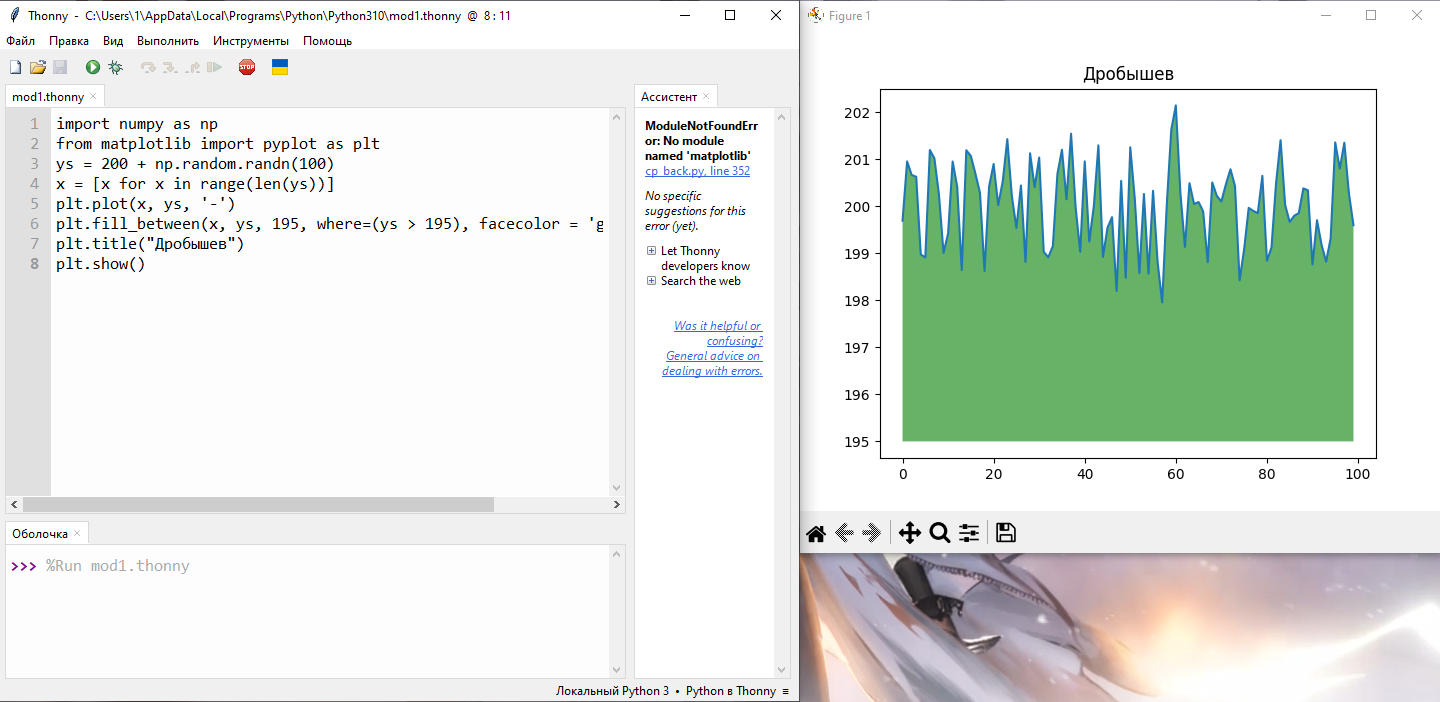 Thonny - C:\Users\1\AppData\Local\Programs\Python\Python310\mod1.thonny @ 8:11
Файл Правка Вид Выполнить Инструменты Помощь
STOP
mod1.thonny ×
1 import numpy as np
2 from matplotlib import pyplot as plt
3 ys = 200 + np.random.randn(100)
4 x = [x for x in range(len(ys))]
5 plt.plot(x, ys, '-')
6 plt.fill_between(x, ys, 195, where=(ys > 195), facecolor = 'g
7 plt.title("Дробышев")
8 plt.show()
Оболочка ×
>>> %Run mod1.thonny
Ассистент ×
ModuleNotFoundErr
or: No module
named 'matplotlib'
cp_back.py, line 352
No specific
suggestions for this
error (yet).
Let Thonny
developers know
Search the web
Was it helpful or
confusing?
General advice on
dealing with errors.
Локальный Python 3 • Python в Thonny ≡
Figure 1
Дробышев
202
201
200
199
198
197
196
195
0 20 40 60 80 100